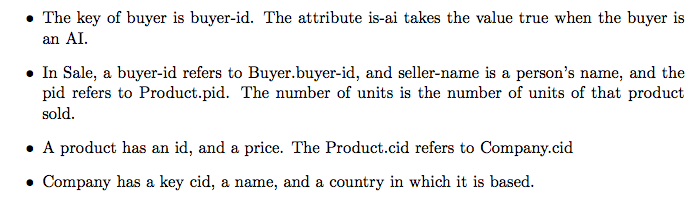 • The key of buyer is buyer-id. The attribute is-ai takes the value true when the buyer is
an AI.
• In Sale, a buyer-id refers to Buyer.buyer-id, and seller-name is a person's name, and the
pid refers to Product.pid. The number of units is the number of units of that product
sold.
• A product has an id, and a price. The Product.cid refers to Company.cid
• Company has a key cid, a name, and a country in which it is based.